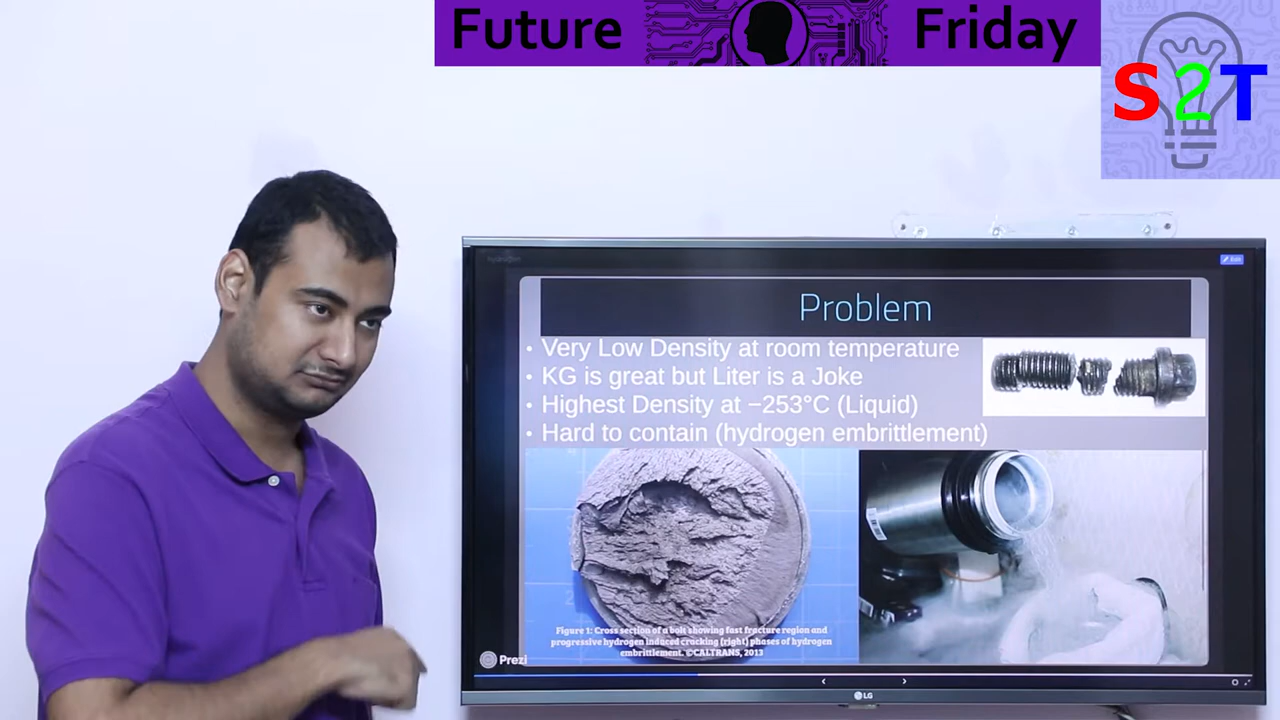 Future Friday
S2T
hydrogen
Edit
Problem
• Very Low Density at room temperature
• KG is great but Liter is a Joke
• Highest Density at −253°C (Liquid)
• Hard to contain (hydrogen embrittlement)
Figure 1: Cross section of a bolt showing fast fracture region and
progressive hydrogen induced cracking (right) phases of hydrogen
embrittlement. ©CALTRANS, 2013
Prezi
LG